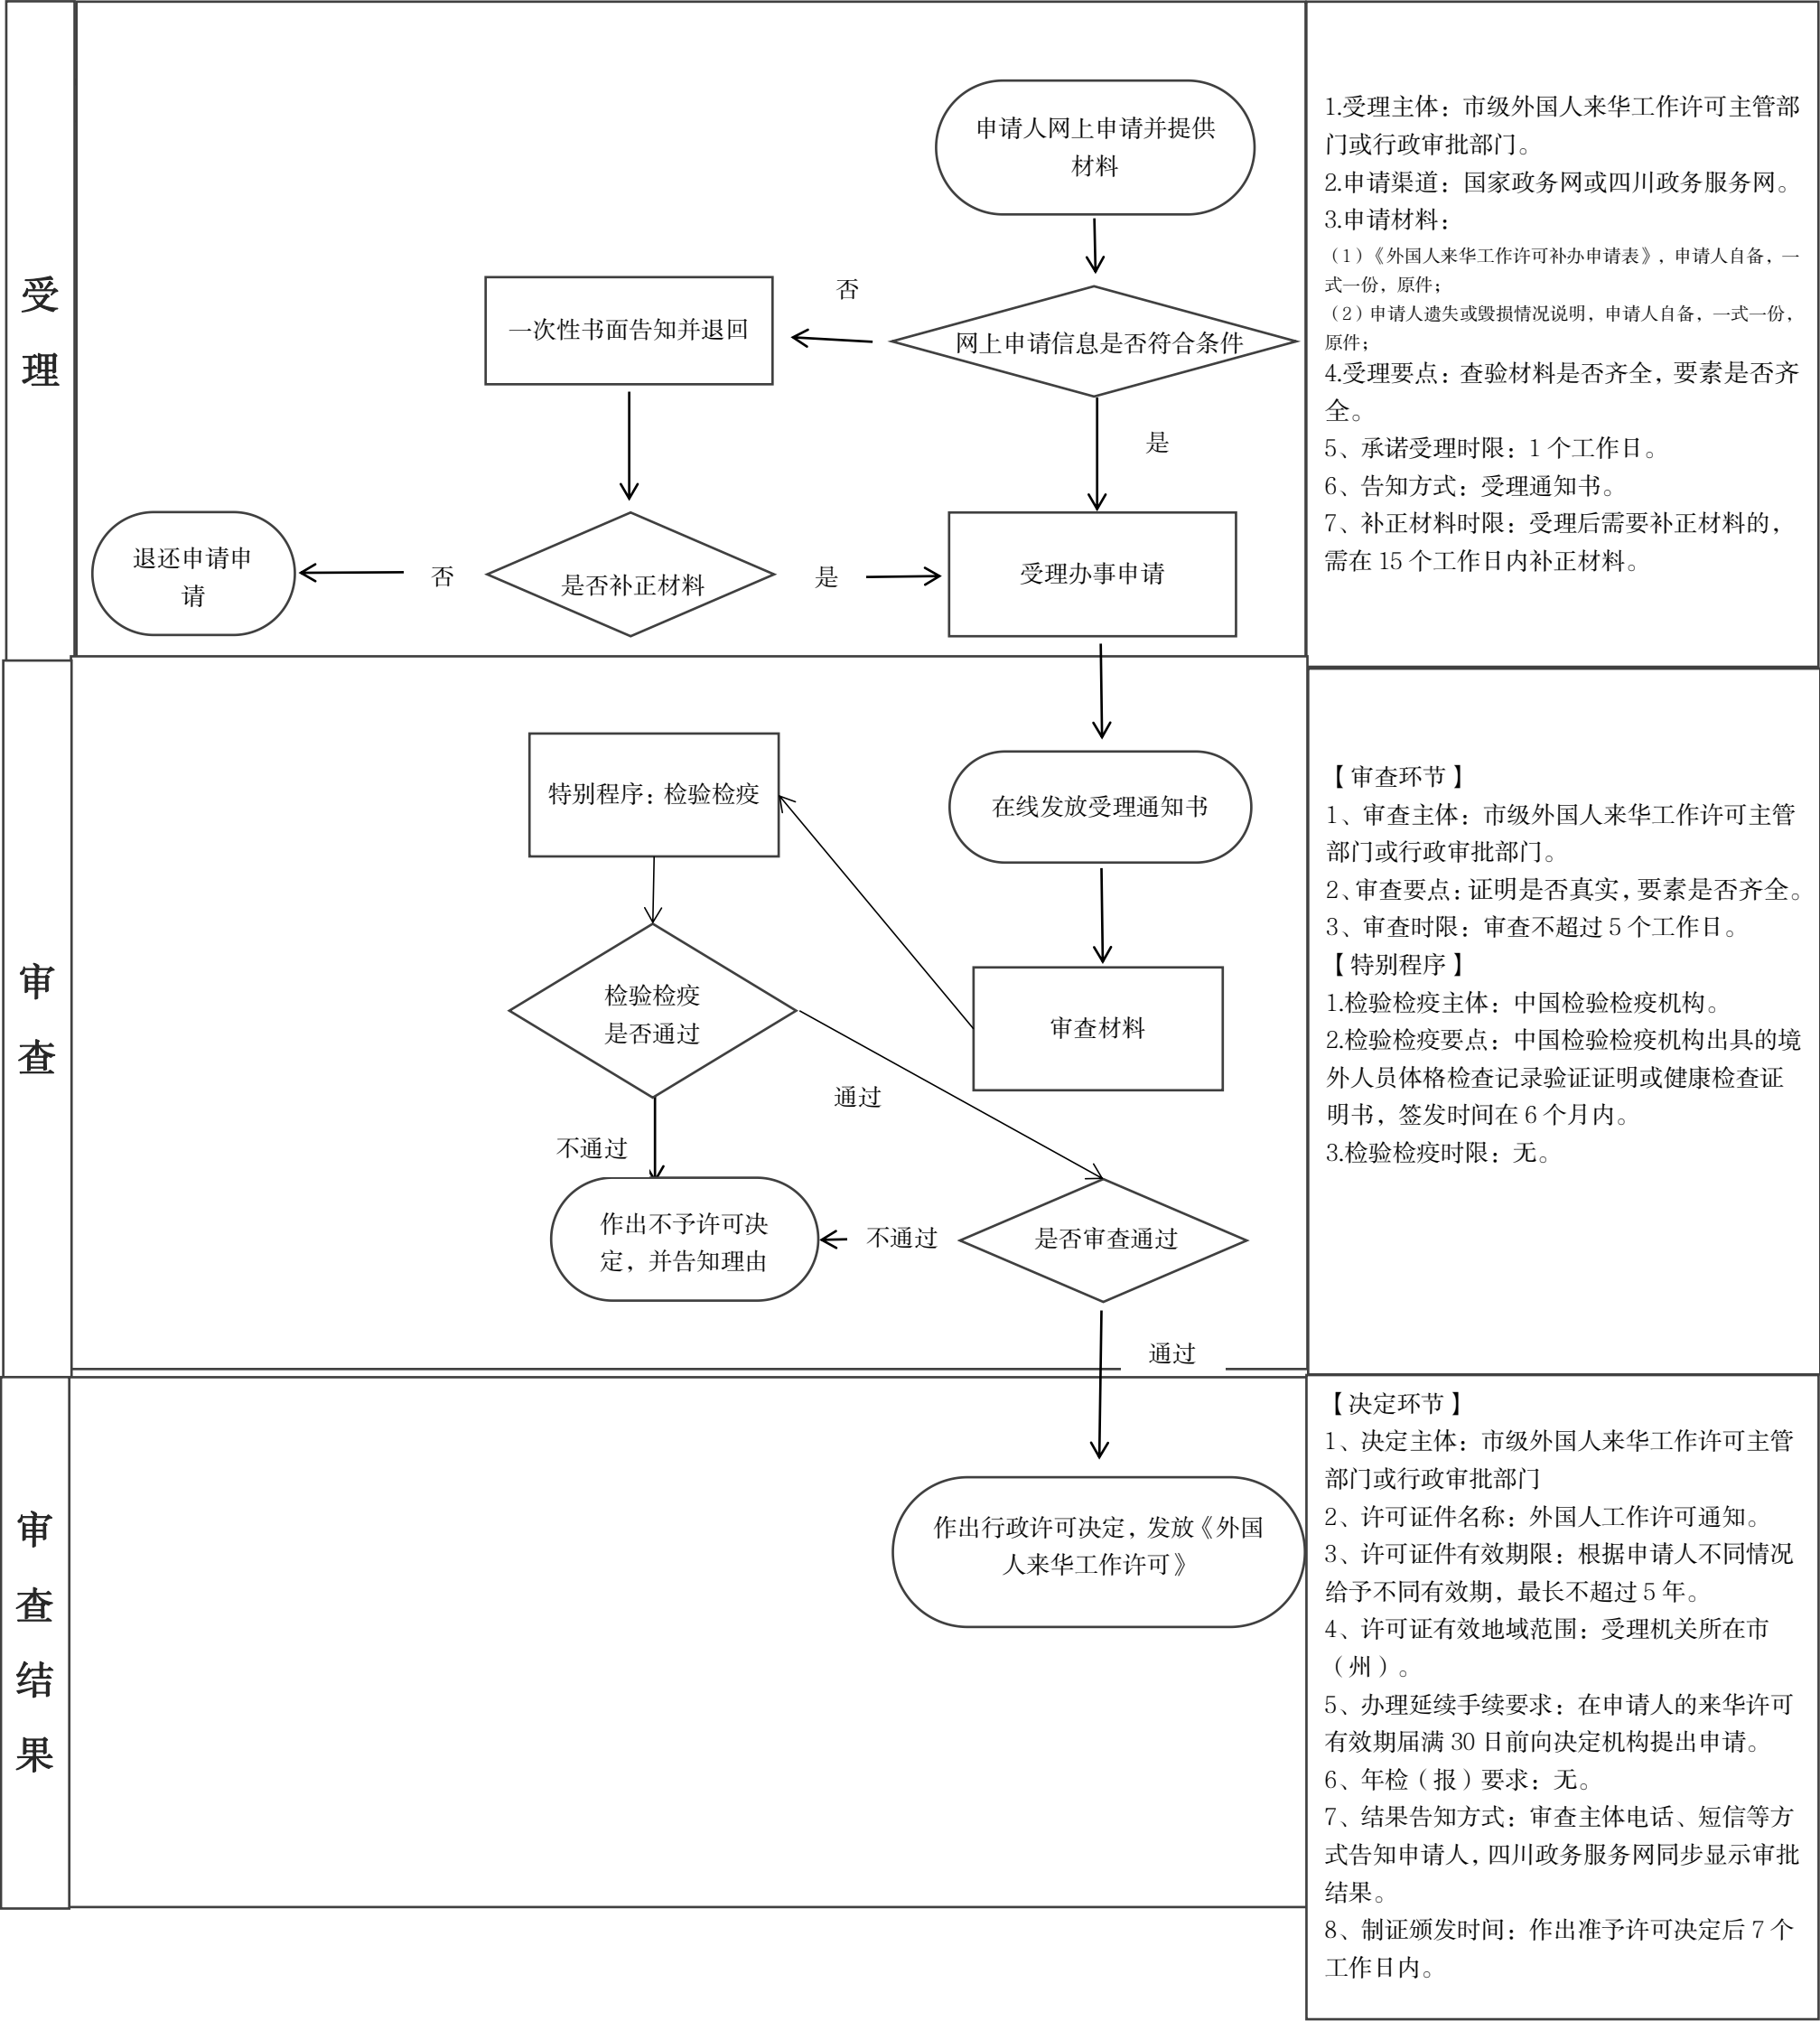 受
理
申请人网上申请并提供
材料
否
一次性书面告知并退回
网上申请信息是否符合条件
是
退还申请申
请
否
是否补正材料
是
受理办事申请
1.受理主体：市级外国人来华工作许可主管部
门或行政审批部门。
2.申请渠道：国家政务网或四川政务服务网。
3.申请材料：
（1）《外国人来华工作许可补办申请表》，申请人自备，一
式一份，原件；
（2）申请人遗失或毁损情况说明，申请人自备，一式一份，
原件；
4.受理要点：查验材料是否齐全，要素是否齐
全。
5、承诺受理时限：1 个工作日。
6、告知方式：受理通知书。
7、补正材料时限：受理后需要补正材料的，
需在 15 个工作日内补正材料。
审
查
特别程序：检验检疫
在线发放受理通知书
检验检疫
是否通过
审查材料
通过
不通过
作出不予许可决
定，并告知理由
不通过
是否审查通过
通过
【审查环节】
1、审查主体：市级外国人来华工作许可主管
部门或行政审批部门。
2、审查要点：证明是否真实，要素是否齐全。
3、审查时限：审查不超过 5 个工作日。
【特别程序】
1.检验检疫主体：中国检验检疫机构。
2.检验检疫要点：中国检验检疫机构出具的境
外人员体格检查记录验证证明或健康检查证
明书，签发时间在 6 个月内。
3.检验检疫时限：无。
审
查
结
果
作出行政许可决定，发放《外国
人来华工作许可》
【决定环节】
1、决定主体：市级外国人来华工作许可主管
部门或行政审批部门
2、许可证件名称：外国人工作许可通知。
3、许可证件有效期限：根据申请人不同情况
给予不同有效期，最长不超过 5 年。
4、许可证有效地域范围：受理机关所在市
（州）。
5、办理延续手续要求：在申请人的来华许可
有效期届满 30 日前向决定机构提出申请。
6、年检（报）要求：无。
7、结果告知方式：审查主体电话、短信等方
式告知申请人，四川政务服务网同步显示审批
结果。
8、制证颁发时间：作出准予许可决定后 7 个
工作日内。